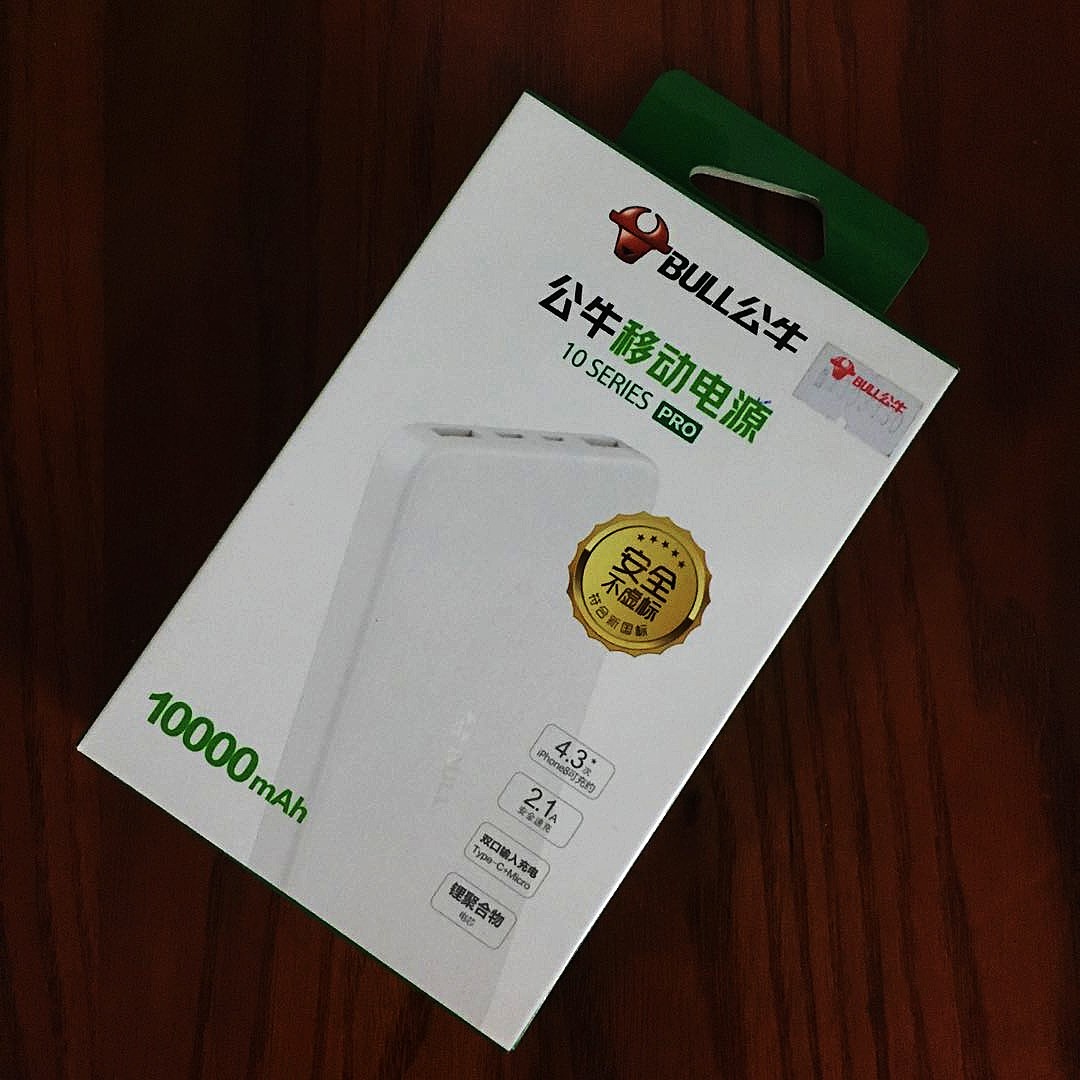 BULL公牛
公牛移动电源
10 SERIES PRO
BULL公牛
安全
不虚标
符合新国标
4.3*次
iPhone8可充约
2.1A
安全速充
双口输入充电
Type-C+Micro
锂聚合物
电芯
10000mAh